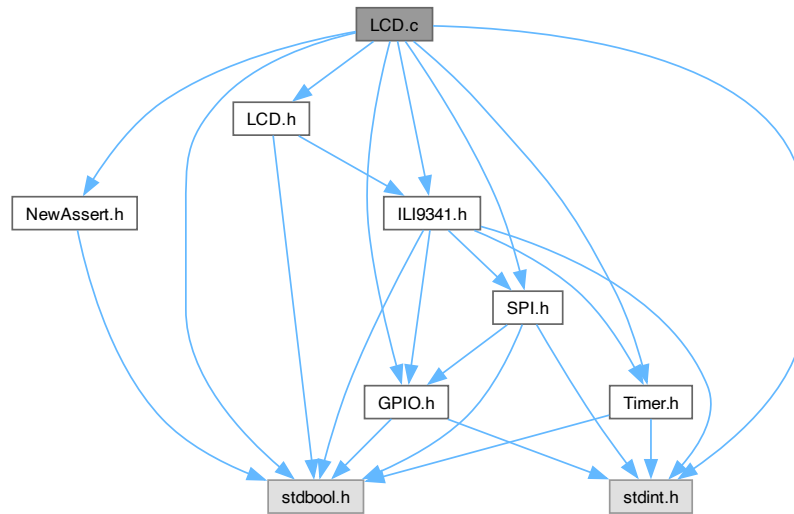 LCD.c
LCD.h
NewAssert.h
ILI9341.h
SPI.h
GPIO.h
Timer.h
stdbool.h
stdint.h